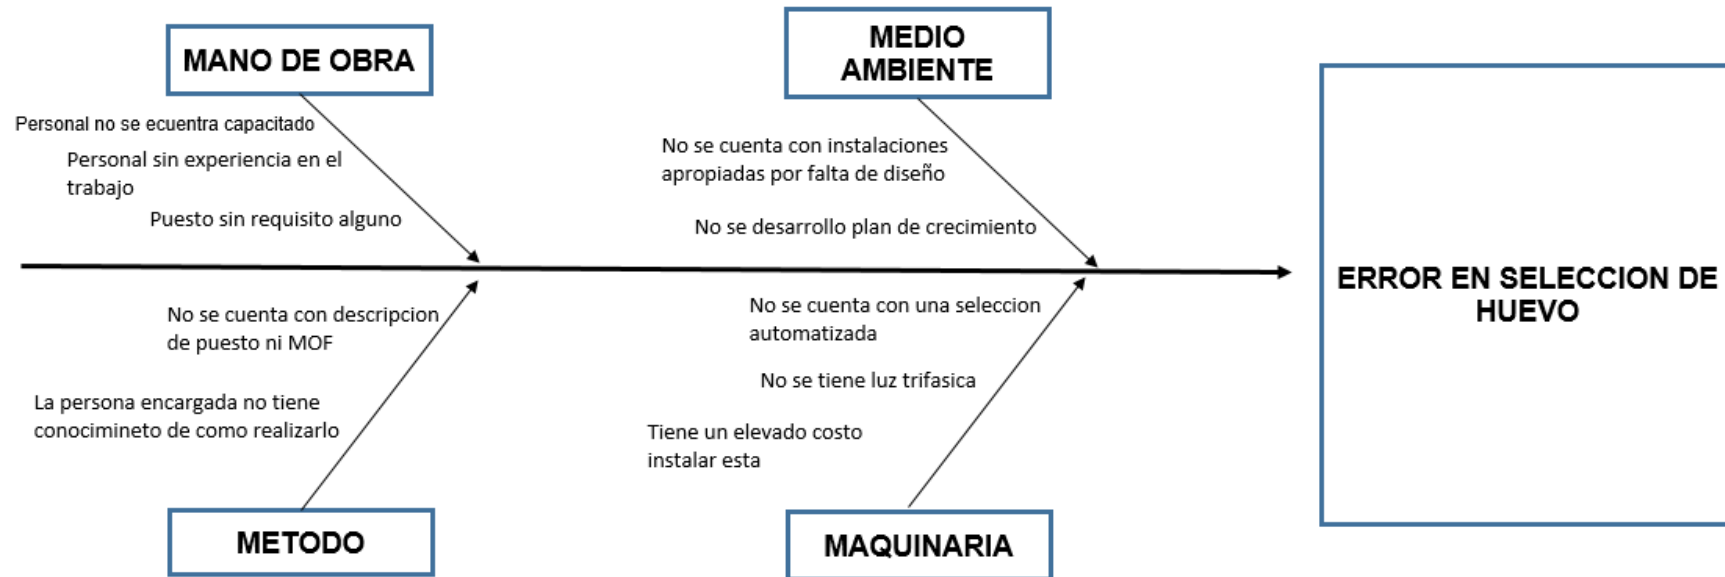 MANO DE OBRA
Personal no se ecuentra capacitado
Personal sin experiencia en el
trabajo
Puesto sin requisito alguno
MEDIO
AMBIENTE
No se cuenta con instalaciones
apropiadas por falta de diseño
No se desarrollo plan de crecimiento
ERROR EN SELECCION DE
HUEVO
No se cuenta con descripcion
de puesto ni MOF
La persona encargada no tiene
conocimineto de como realizarlo
METODO
No se cuenta con una seleccion
automatizada
No se tiene luz trifasica
Tiene un elevado costo
instalar esta
MAQUINARIA